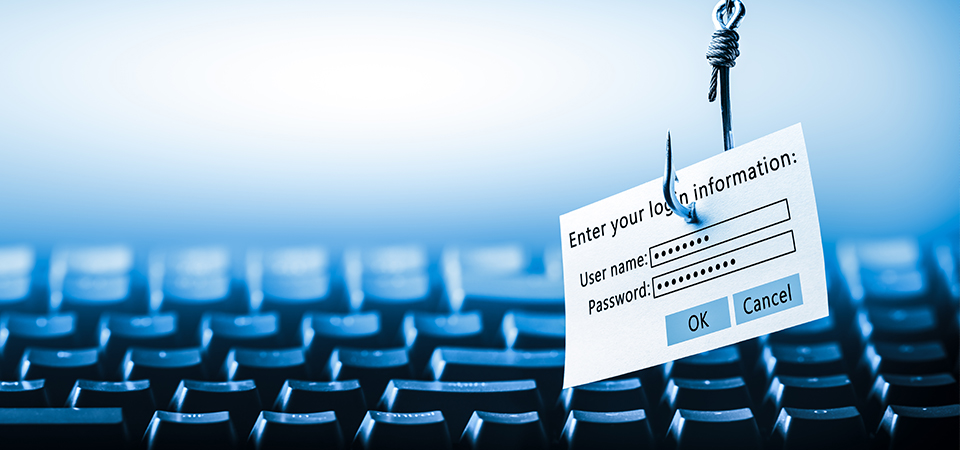 Enter your login information:
User name:
Password:
OK Cancel